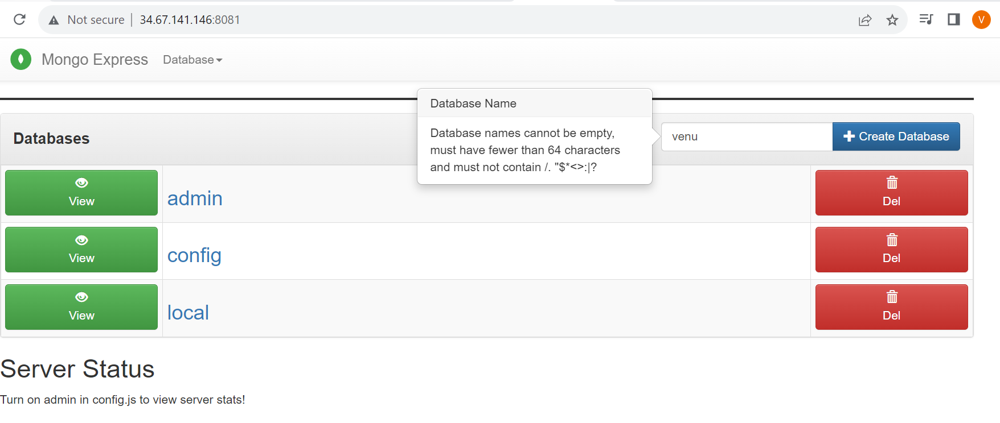 Not secure 34.67.141.146:8081
V
Mongo Express Database
Database Name
Database names cannot be empty,
must have fewer than 64 characters
and must not contain /. "$*<>:|?
Databases
venu
Create Database
View
admin
Del
View
config
Del
View
local
Del
Server Status
Turn on admin in config.js to view server stats!